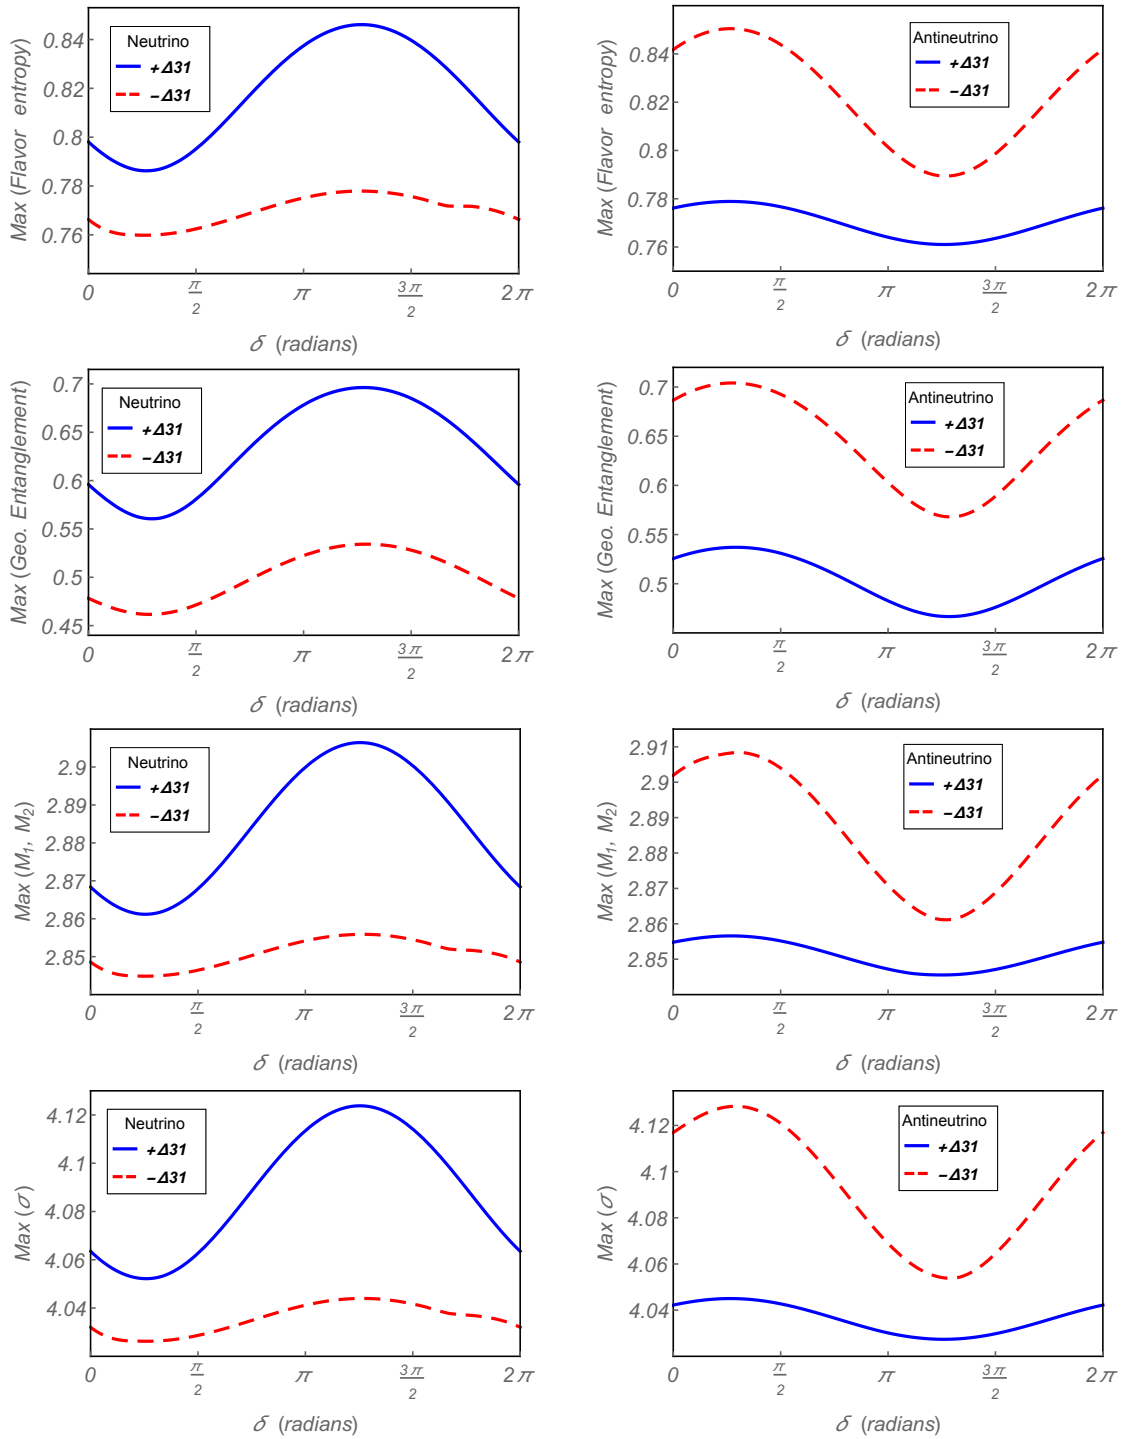 Neutrino
+Δ31
−Δ31
Max (Flavor entropy)
0.84
0.82
0.8
0.78
0.76
0
π/2
π
3π/2
2π
δ (radians)
Antineutrino
+Δ31
−Δ31
Max (Flavor entropy)
0.84
0.82
0.8
0.78
0.76
0
π/2
π
3π/2
2π
δ (radians)
Neutrino
+Δ31
−Δ31
Max (Geo. Entanglement)
0.7
0.65
0.6
0.55
0.5
0.45
0
π/2
π
3π/2
2π
δ (radians)
Antineutrino
+Δ31
−Δ31
Max (Geo. Entanglement)
0.7
0.65
0.6
0.55
0.5
0
π/2
π
3π/2
2π
δ (radians)
Neutrino
+Δ31
−Δ31
Max (M₁, M₂)
2.9
2.89
2.88
2.87
2.86
2.85
0
π/2
π
3π/2
2π
δ (radians)
Antineutrino
+Δ31
−Δ31
Max (M₁, M₂)
2.91
2.9
2.89
2.88
2.87
2.86
2.85
0
π/2
π
3π/2
2π
δ (radians)
Neutrino
+Δ31
−Δ31
Max (σ)
4.12
4.1
4.08
4.06
4.04
0
π/2
π
3π/2
2π
δ (radians)
Antineutrino
+Δ31
−Δ31
Max (σ)
4.12
4.1
4.08
4.06
4.04
0
π/2
π
3π/2
2π
δ (radians)